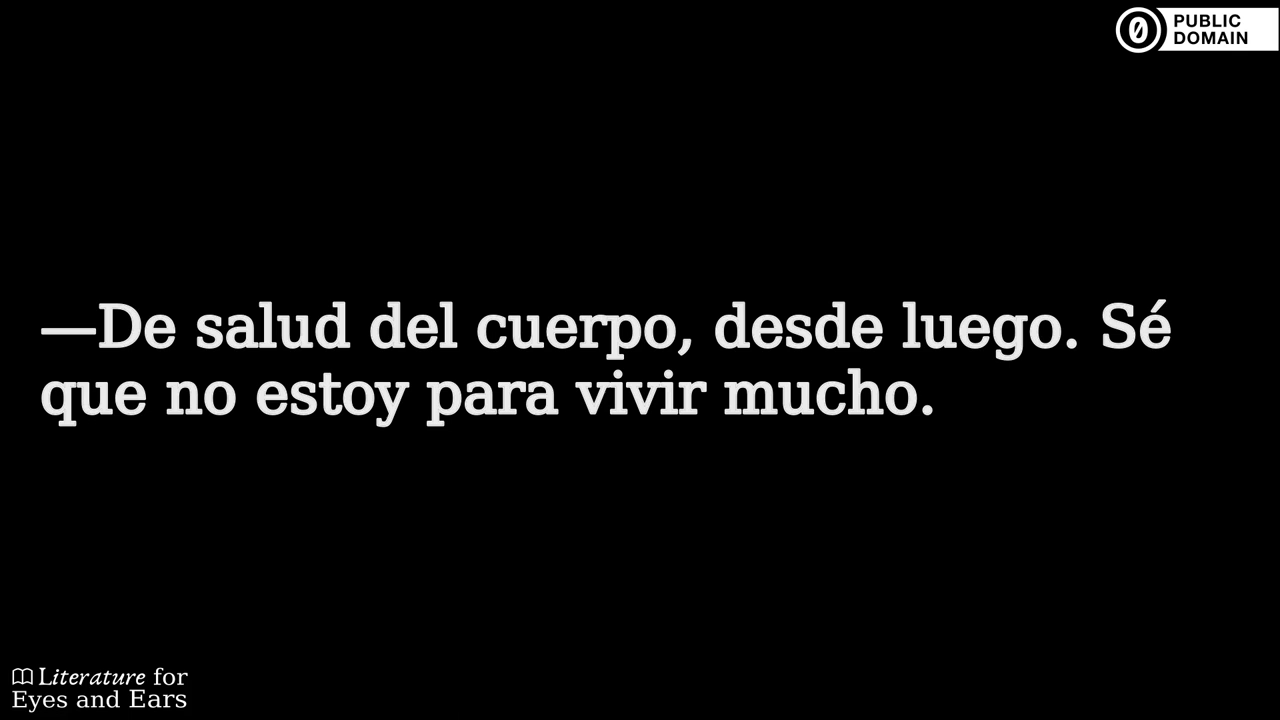 PUBLIC
DOMAIN
—De salud del cuerpo, desde luego. Sé
que no estoy para vivir mucho.
Literature for
Eyes and Ears